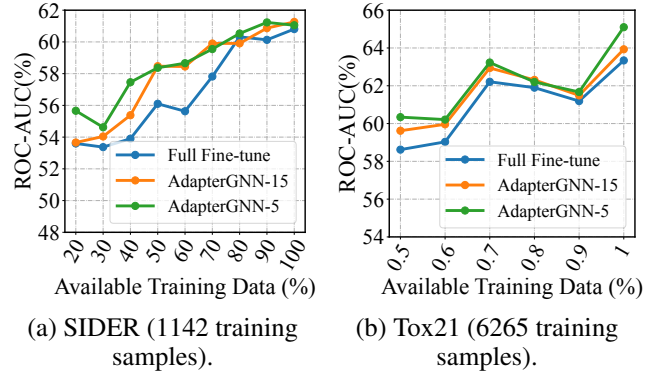 62
60
58
56
54
52
50
48
ROC-AUC(%)
Full Fine-tune
AdapterGNN-15
AdapterGNN-5
20 30 40 50 60 70 80 90 100
Available Training Data (%)
(a) SIDER (1142 training
samples).
66
64
62
60
58
56
54
ROC-AUC(%)
Full Fine-tune
AdapterGNN-15
AdapterGNN-5
0.5 0.6 0.7 0.8 0.9 1
Available Training Data (%)
(b) Tox21 (6265 training
samples).